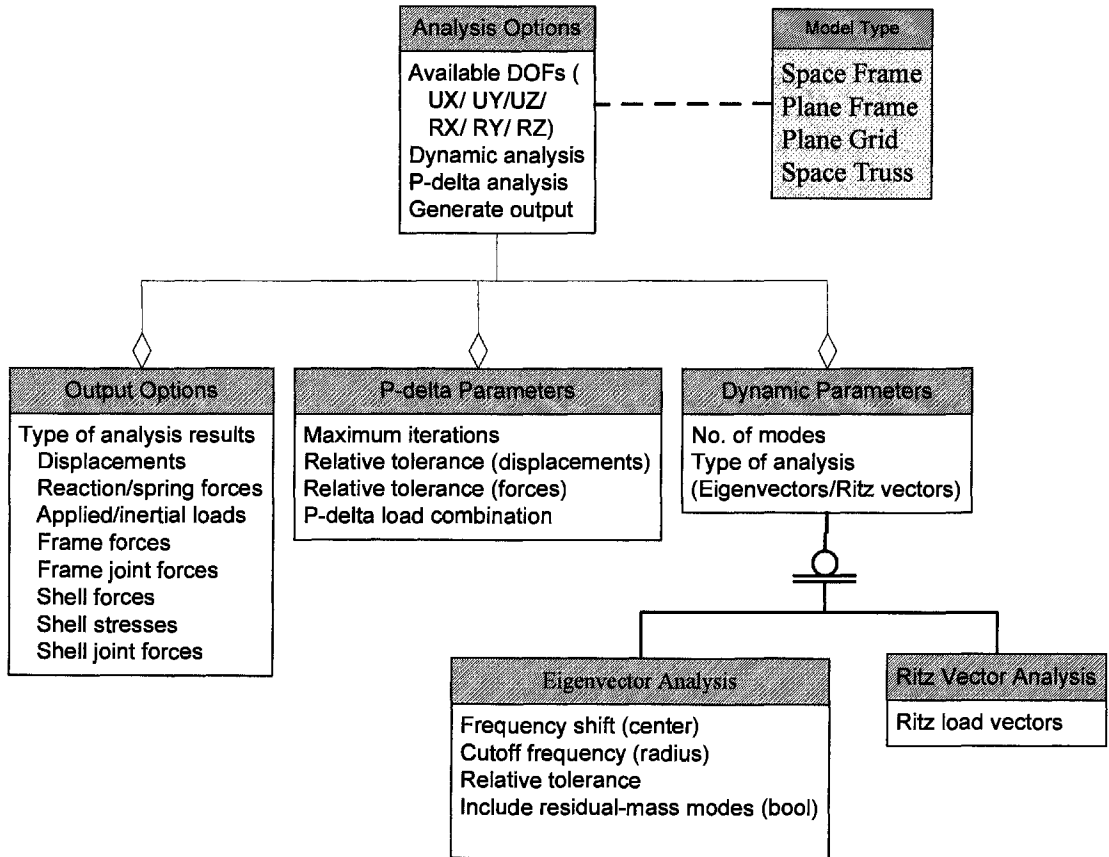 Analysis Options
Available DOFs (
UX/ UY/UZ/
RX/ RY/ RZ)
Dynamic analysis
P-delta analysis
Generate output
Model Type
Space Frame
Plane Frame
Plane Grid
Space Truss
Output Options
Type of analysis results
Displacements
Reaction/spring forces
Applied/inertial loads
Frame forces
Frame joint forces
Shell forces
Shell stresses
Shell joint forces
P-delta Parameters
Maximum iterations
Relative tolerance (displacements)
Relative tolerance (forces)
P-delta load combination
Dynamic Parameters
No. of modes
Type of analysis
(Eigenvectors/Ritz vectors)
Eigenvector Analysis
Frequency shift (center)
Cutoff frequency (radius)
Relative tolerance
Include residual-mass modes (bool)
Ritz Vector Analysis
Ritz load vectors